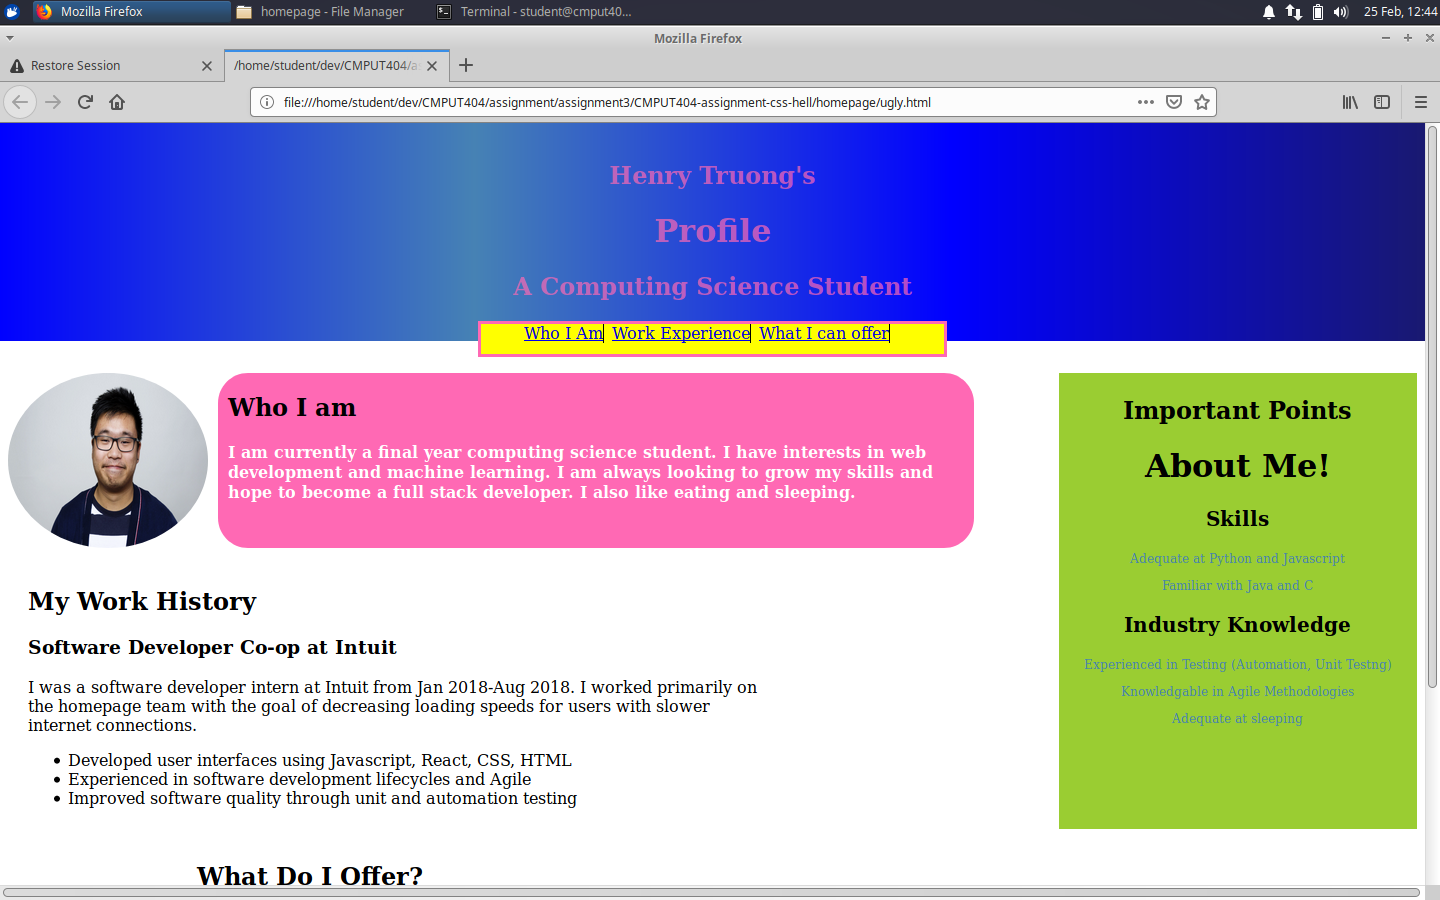 Mozilla Firefox
homepage - File Manager
Terminal - student@cmput40...
25 Feb, 12:44
Mozilla Firefox
Restore Session
/home/student/dev/CMPUT404/a
file:///home/student/dev/CMPUT404/assignment/assignment3/CMPUT404-assignment-css-hell/homepage/ugly.html
Henry Truong's
Profile
A Computing Science Student
Who I Am Work Experience What I can offer
Who I am
I am currently a final year computing science student. I have interests in web
development and machine learning. I am always looking to grow my skills and
hope to become a full stack developer. I also like eating and sleeping.
My Work History
Software Developer Co-op at Intuit
I was a software developer intern at Intuit from Jan 2018-Aug 2018. I worked primarily on
the homepage team with the goal of decreasing loading speeds for users with slower
internet connections.
• Developed user interfaces using Javascript, React, CSS, HTML
• Experienced in software development lifecycles and Agile
• Improved software quality through unit and automation testing
What Do I Offer?
Important Points
About Me!
Skills
Adequate at Python and Javascript
Familiar with Java and C
Industry Knowledge
Experienced in Testing (Automation, Unit Testng)
Knowledgable in Agile Methodologies
Adequate at sleeping